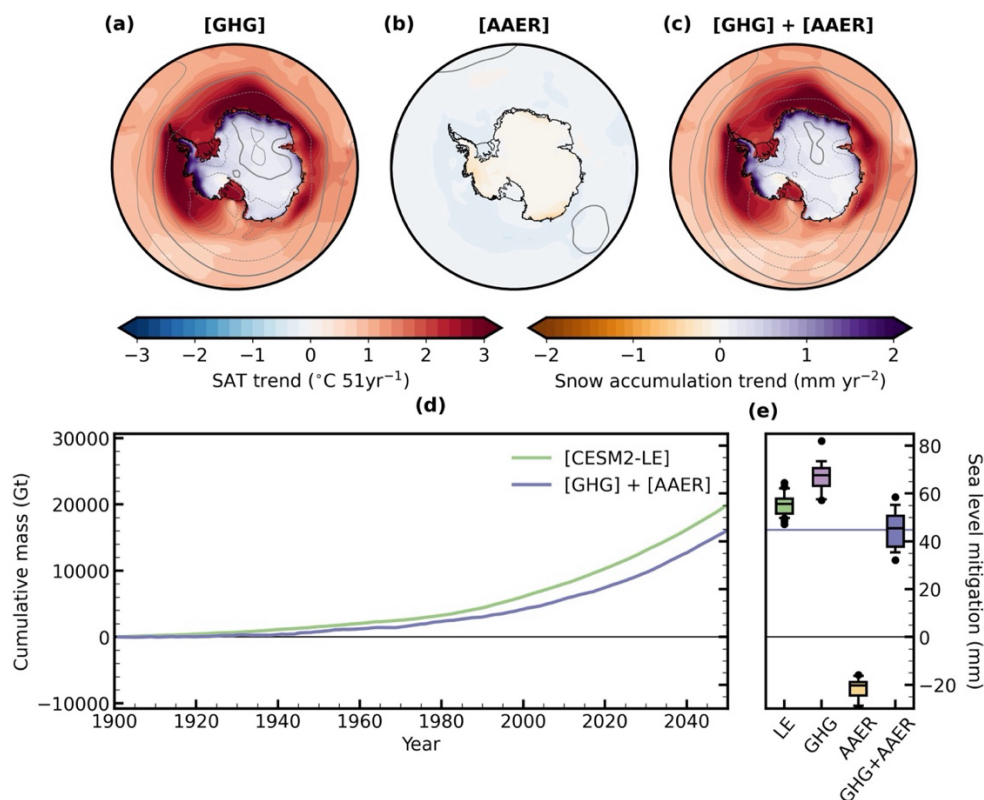 (a) [GHG] (b) [AAER] (c) [GHG] + [AAER]
−3 −2 −1 0 1 2 3
SAT trend (°C 51yr⁻¹)
−2 −1 0 1 2
Snow accumulation trend (mm yr⁻²)
(d)
30000
20000
10000
0
−10000
Cumulative mass (Gt)
[CESM2-LE]
[GHG] + [AAER]
1900 1920 1940 1960 1980 2000 2020 2040
Year
(e)
80
60
40
20
0
−20
Sea level mitigation (mm)
LE
GHG
AAER
GHG+AAER